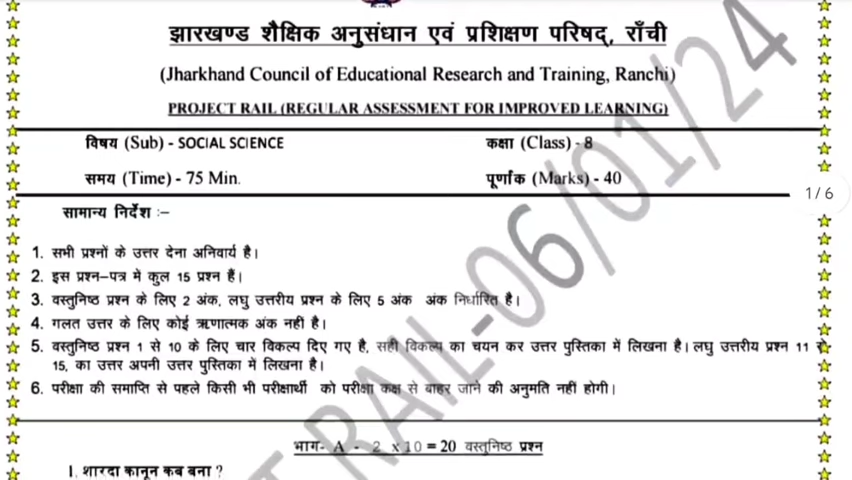 झारखण्ड शैक्षिक अनुसंधान एवं प्रशिक्षण परिषद्, राँची
(Jharkhand Council of Educational Research and Training, Ranchi)
PROJECT RAIL (REGULAR ASSESSMENT FOR IMPROVED LEARNING)
विषय (Sub) - SOCIAL SCIENCE कक्षा (Class) - 8
समय (Time) - 75 Min. पूर्णांक (Marks) - 40
1/6
सामान्य निर्देश :–
1. सभी प्रश्नों के उत्तर देना अनिवार्य है।
2. इस प्रश्न–पत्र में कुल 15 प्रश्न हैं।
3. वस्तुनिष्ठ प्रश्न के लिए 2 अंक, लघु उत्तरीय प्रश्न के लिए 5 अंक अंक निर्धारित है।
4. गलत उत्तर के लिए कोई ऋणात्मक अंक नहीं है।
5. वस्तुनिष्ठ प्रश्न 1 से 10 के लिए चार विकल्प दिए गए है, सही विकल्प का चयन कर उत्तर पुस्तिका में लिखना है। लघु उत्तरीय प्रश्न 11 से
15, का उत्तर अपनी उत्तर पुस्तिका में लिखना है।
6. परीक्षा की समाप्ति से पहले किसी भी परीक्षार्थी को परीक्षा कक्ष से बाहर जाने की अनुमति नहीं होगी।
भाग- A - 2 x 10 = 20 वस्तुनिष्ठ प्रश्न
1. शारदा कानून कब बना ?
RAIL-06/01/24